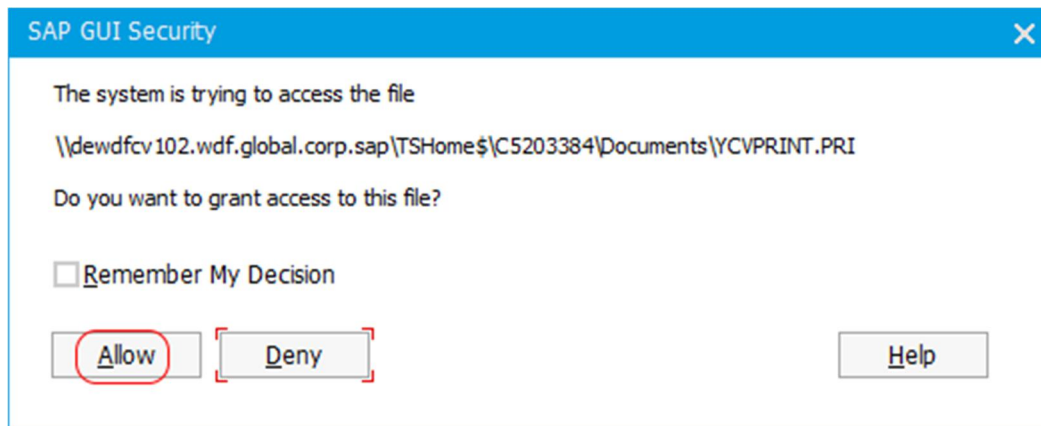 SAP GUI Security
The system is trying to access the file
\\dewdfcv102.wdf.global.corp.sap\TSHome$\C5203384\Documents\YCVPRINT.PRI
Do you want to grant access to this file?
Remember My Decision
Allow Deny Help